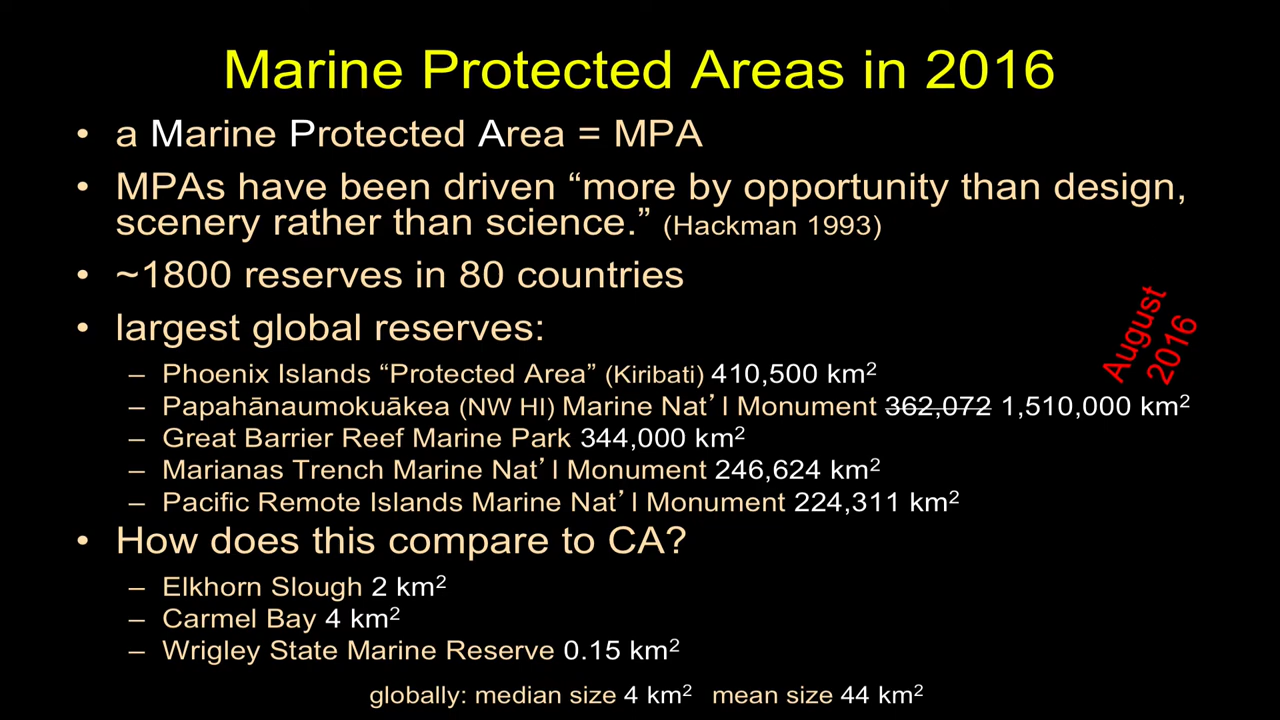 Marine Protected Areas in 2016
• a Marine Protected Area = MPA
• MPAs have been driven “more by opportunity than design,
scenery rather than science.” (Hackman 1993)
• ~1800 reserves in 80 countries
• largest global reserves:
August
2016
– Phoenix Islands “Protected Area” (Kiribati) 410,500 km²
– Papahānaumokuākea (NW HI) Marine Nat’l Monument 362,072 1,510,000 km²
– Great Barrier Reef Marine Park 344,000 km²
– Marianas Trench Marine Nat’l Monument 246,624 km²
– Pacific Remote Islands Marine Nat’l Monument 224,311 km²
• How does this compare to CA?
– Elkhorn Slough 2 km²
– Carmel Bay 4 km²
– Wrigley State Marine Reserve 0.15 km²
globally: median size 4 km² mean size 44 km²